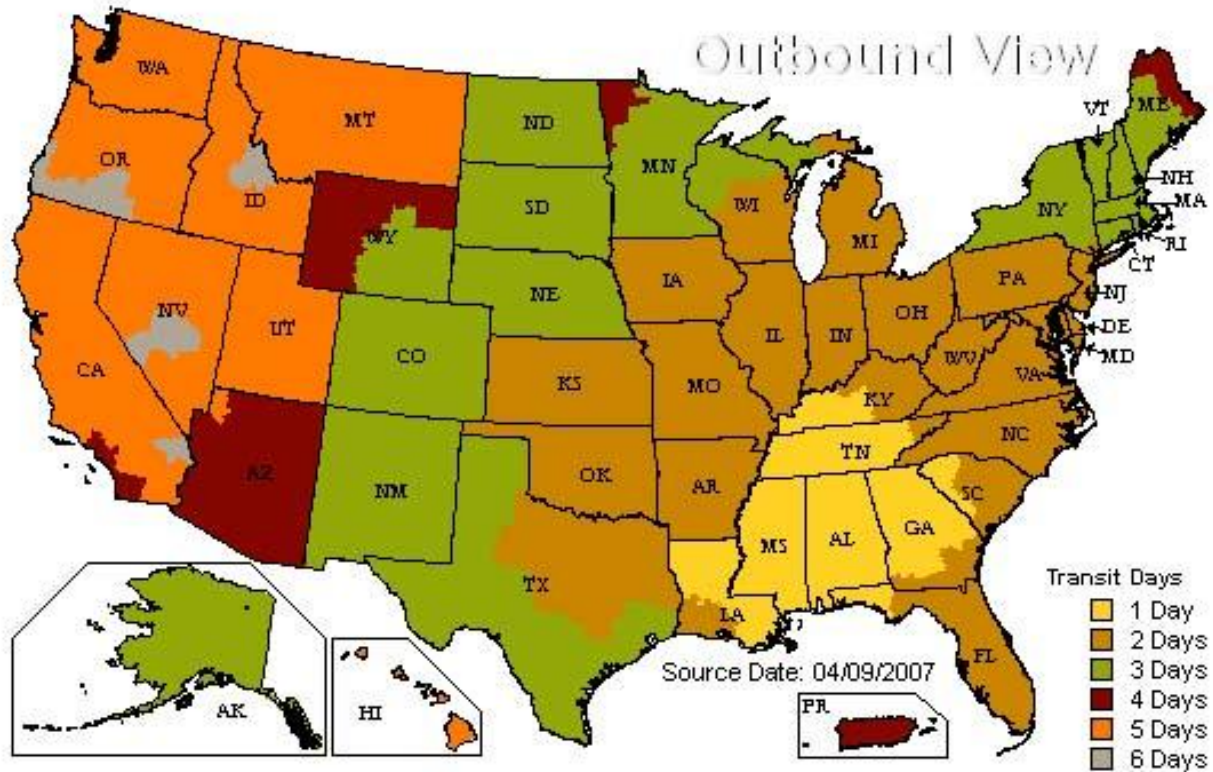 Outbound View
WA
MT
ND
MN
VT
ME
OR
ID
SD
WI
MI
NY
NH
MA
RI
CT
WY
NV
UT
NE
IA
PA
NJ
OH
IL
IN
DE
MD
WV
VA
CA
CO
KS
MO
KY
NC
TN
AZ
NM
OK
AR
SC
MS
AL
GA
TX
LA
FL
AK
HI
PR
Source Date: 04/09/2007
Transit Days
1 Day
2 Days
3 Days
4 Days
5 Days
6 Days